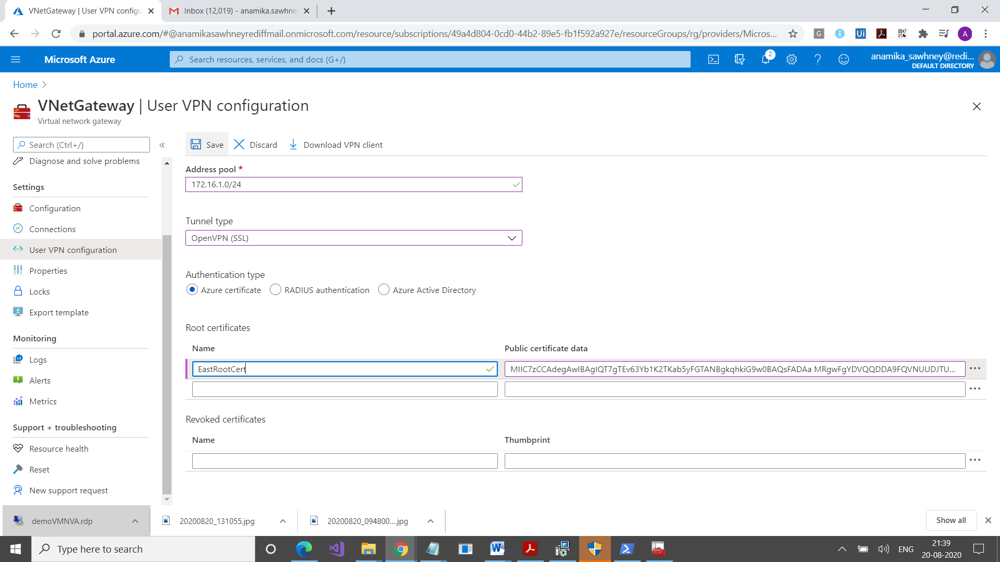 VNetGateway | User VPN configu
Inbox (12,019) - anamika.sawhne
portal.azure.com/#@anamikasawhneyrediffmail.onmicrosoft.com/resource/subscriptions/49a4d804-0cd0-44b2-89e5-fb1f592a927e/resourceGroups/rg/providers/Micros...
G
Ui
A
Microsoft Azure
Search resources, services, and docs (G+/)
2
anamika_sawhney@redi...
DEFAULT DIRECTORY
Home
VNetGateway | User VPN configuration
Virtual network gateway
Search (Ctrl+/)
Save
Discard
Download VPN client
Diagnose and solve problems
Settings
Configuration
Connections
User VPN configuration
Properties
Locks
Export template
Monitoring
Logs
Alerts
Metrics
Support + troubleshooting
Resource health
Reset
New support request
Address pool *
172.16.1.0/24
Tunnel type
OpenVPN (SSL)
Authentication type
Azure certificate
RADIUS authentication
Azure Active Directory
Root certificates
Name
Public certificate data
EastRootCert
MIIC7zCCAdegAwIBAgIQT7gTEv63Yb1K2TKab5yFGTANBgkqhkiG9w0BAQsFADAa MRgwFgYDVQQDDA9FQVNUUDJTU...
Revoked certificates
Name
Thumbprint
demoVMNVA.rdp
20200820_131055.jpg
20200820_094800....jpg
Show all
Type here to search
ENG
21:39
20-08-2020